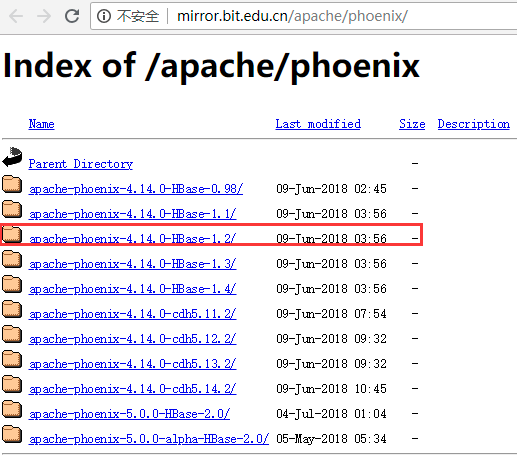 不安全 mirror.bit.edu.cn/apache/phoenix/
Index of /apache/phoenix
Name Last modified Size Description
Parent Directory -
apache-phoenix-4.14.0-HBase-0.98/ 09-Jun-2018 02:45 -
apache-phoenix-4.14.0-HBase-1.1/ 09-Jun-2018 03:56 -
apache-phoenix-4.14.0-HBase-1.2/ 09-Jun-2018 03:56 -
apache-phoenix-4.14.0-HBase-1.3/ 09-Jun-2018 03:56 -
apache-phoenix-4.14.0-HBase-1.4/ 09-Jun-2018 03:56 -
apache-phoenix-4.14.0-cdh5.11.2/ 09-Jun-2018 07:54 -
apache-phoenix-4.14.0-cdh5.12.2/ 09-Jun-2018 09:32 -
apache-phoenix-4.14.0-cdh5.13.2/ 09-Jun-2018 09:32 -
apache-phoenix-4.14.0-cdh5.14.2/ 09-Jun-2018 10:45 -
apache-phoenix-5.0.0-HBase-2.0/ 04-Jul-2018 01:04 -
apache-phoenix-5.0.0-alpha-HBase-2.0/ 05-May-2018 05:34 -